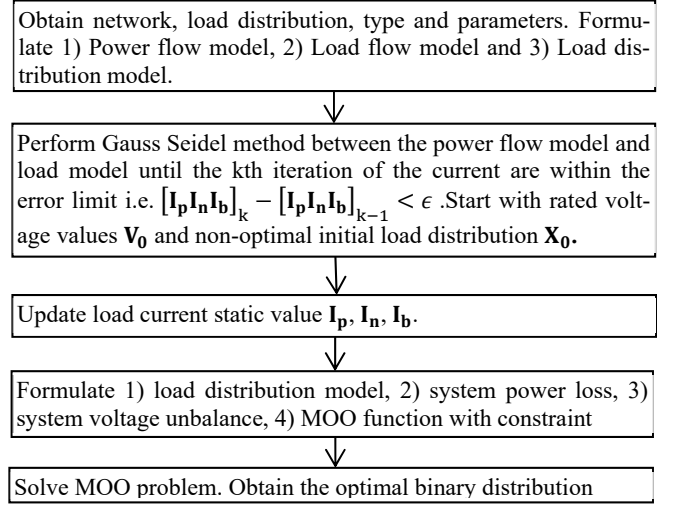 Obtain network, load distribution, type and parameters. Formu-
late 1) Power flow model, 2) Load flow model and 3) Load dis-
tribution model.
Perform Gauss Seidel method between the power flow model and
load model until the kth iteration of the current are within the
error limit i.e. [𝐈ₚ𝐈ₙ𝐈_b]ₖ − [𝐈ₚ𝐈ₙ𝐈_b]ₖ₋₁ < ϵ .Start with rated volt-
age values 𝐕₀ and non-optimal initial load distribution 𝐗₀.
Update load current static value 𝐈ₚ, 𝐈ₙ, 𝐈_b.
Formulate 1) load distribution model, 2) system power loss, 3)
system voltage unbalance, 4) MOO function with constraint
Solve MOO problem. Obtain the optimal binary distribution